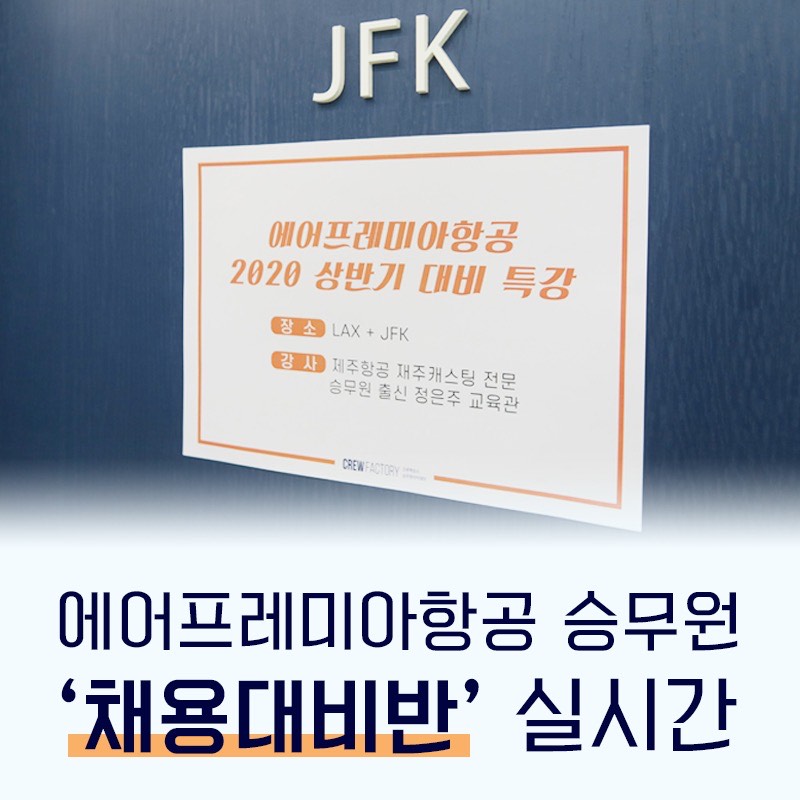 JFK
에어프레미아항공
2020 상반기 대비 특강
장소 LAX + JFK
강사 제주항공 재주캐스팅 전문
승무원 출신 정은주 교육관
CREWFACTORY
에어프레미아항공 승무원
‘채용대비반’ 실시간